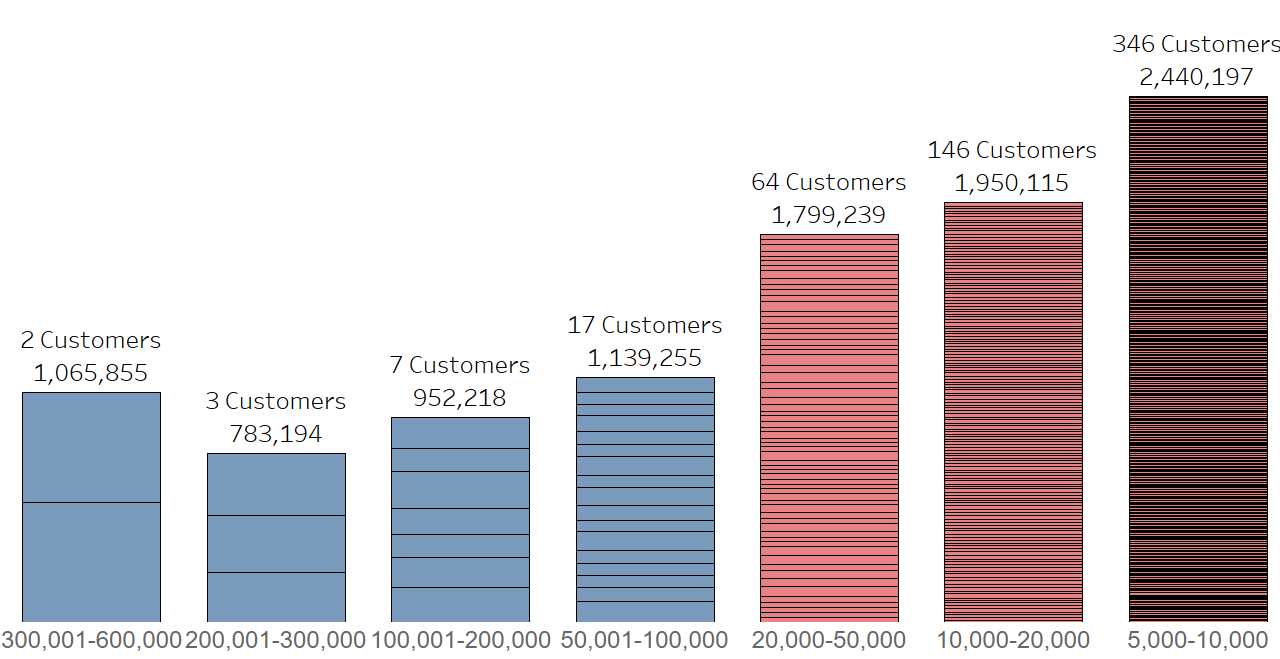 2 Customers
1,065,855
3 Customers
783,194
7 Customers
952,218
17 Customers
1,139,255
64 Customers
1,799,239
146 Customers
1,950,115
346 Customers
2,440,197
300,001-600,000
200,001-300,000
100,001-200,000
50,001-100,000
20,000-50,000
10,000-20,000
5,000-10,000